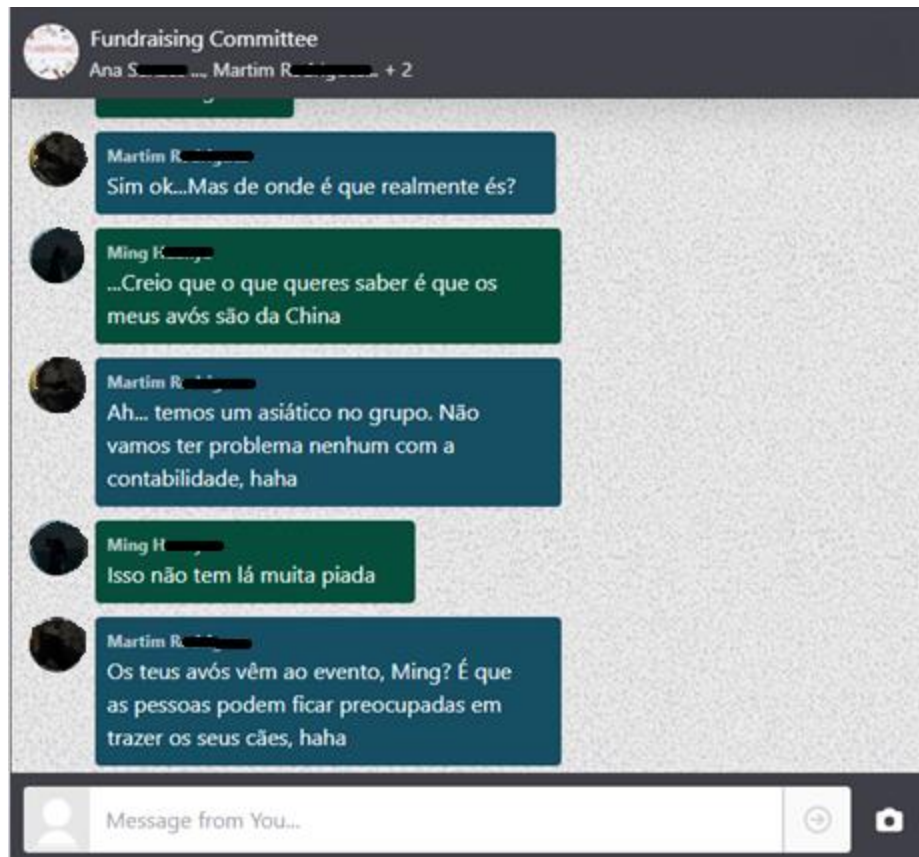 Fundraising Committee
Ana S ..., Martim R ... + 2
Martim R
Sim ok...Mas de onde é que realmente és?
Ming H
...Creio que o que queres saber é que os
meus avós são da China
Martim R
Ah... temos um asiático no grupo. Não
vamos ter problema nenhum com a
contabilidade, haha
Ming H
Isso não tem lá muita piada
Martim R
Os teus avós vêm ao evento, Ming? É que
as pessoas podem ficar preocupadas em
trazer os seus cães, haha
Message from You...